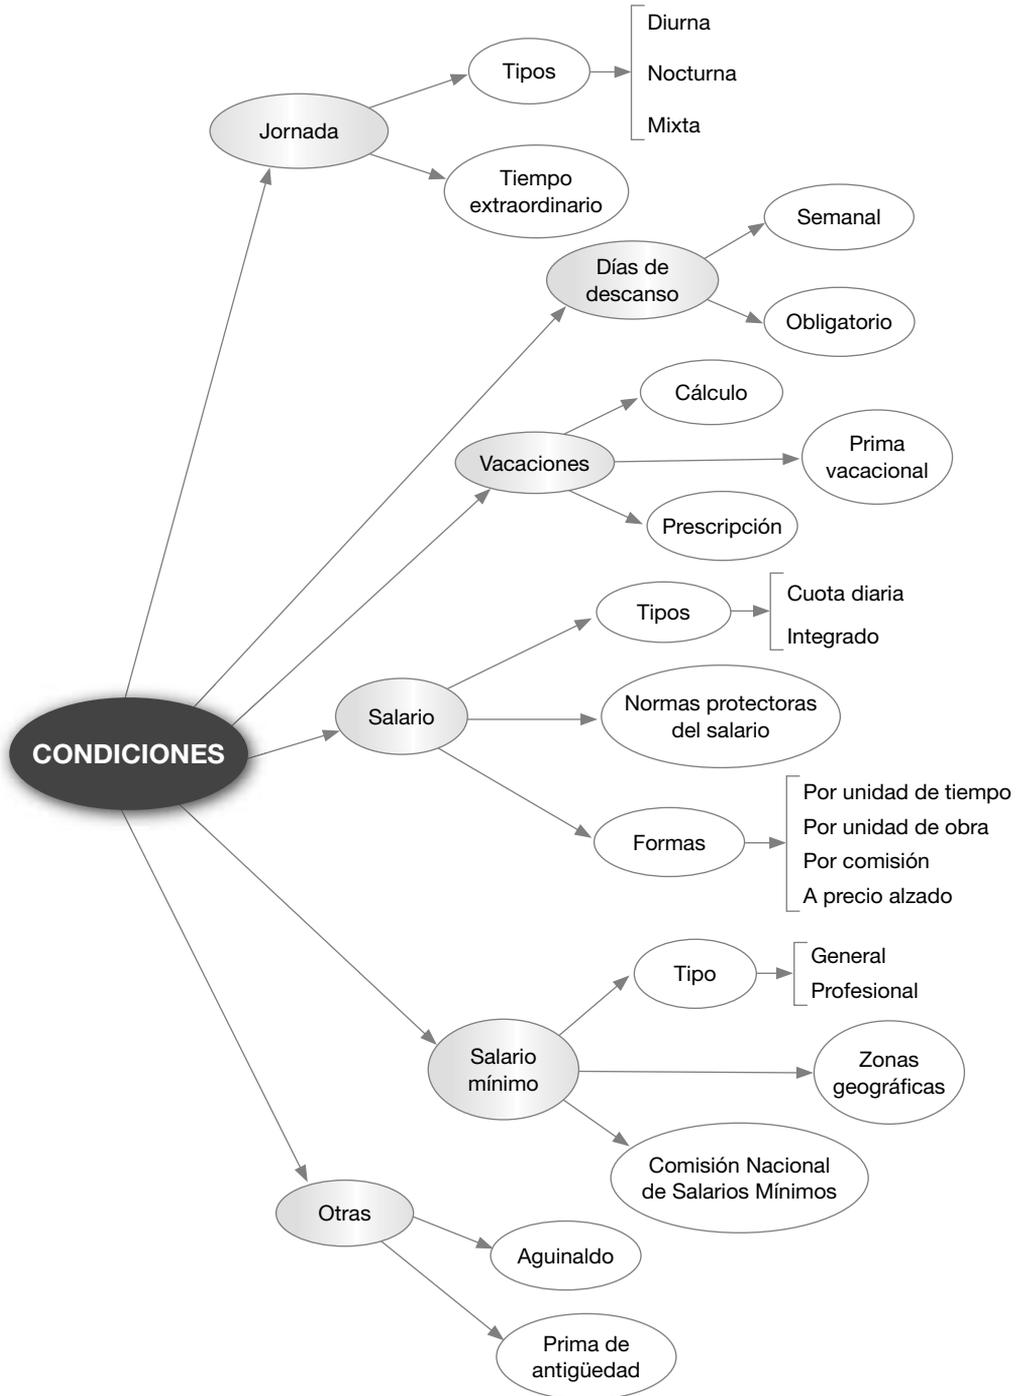 Diurna
Tipos
Nocturna
Mixta
Jornada
Tiempo
extraordinario
Semanal
Días de
descanso
Obligatorio
Cálculo
Vacaciones
Prima
vacacional
Prescripción
Tipos
Cuota diaria
Integrado
Salario
Normas protectoras
del salario
CONDICIONES
Formas
Por unidad de tiempo
Por unidad de obra
Por comisión
A precio alzado
Tipo
General
Profesional
Salario
mínimo
Zonas
geográficas
Comisión Nacional
de Salarios Mínimos
Otras
Aguinaldo
Prima de
antigüedad